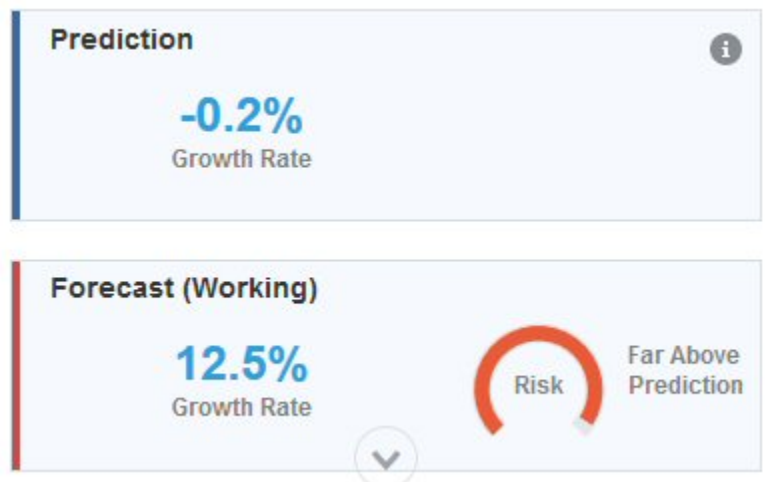 Prediction
i
-0.2%
Growth Rate
Forecast (Working)
12.5%
Growth Rate
Risk
Far Above
Prediction